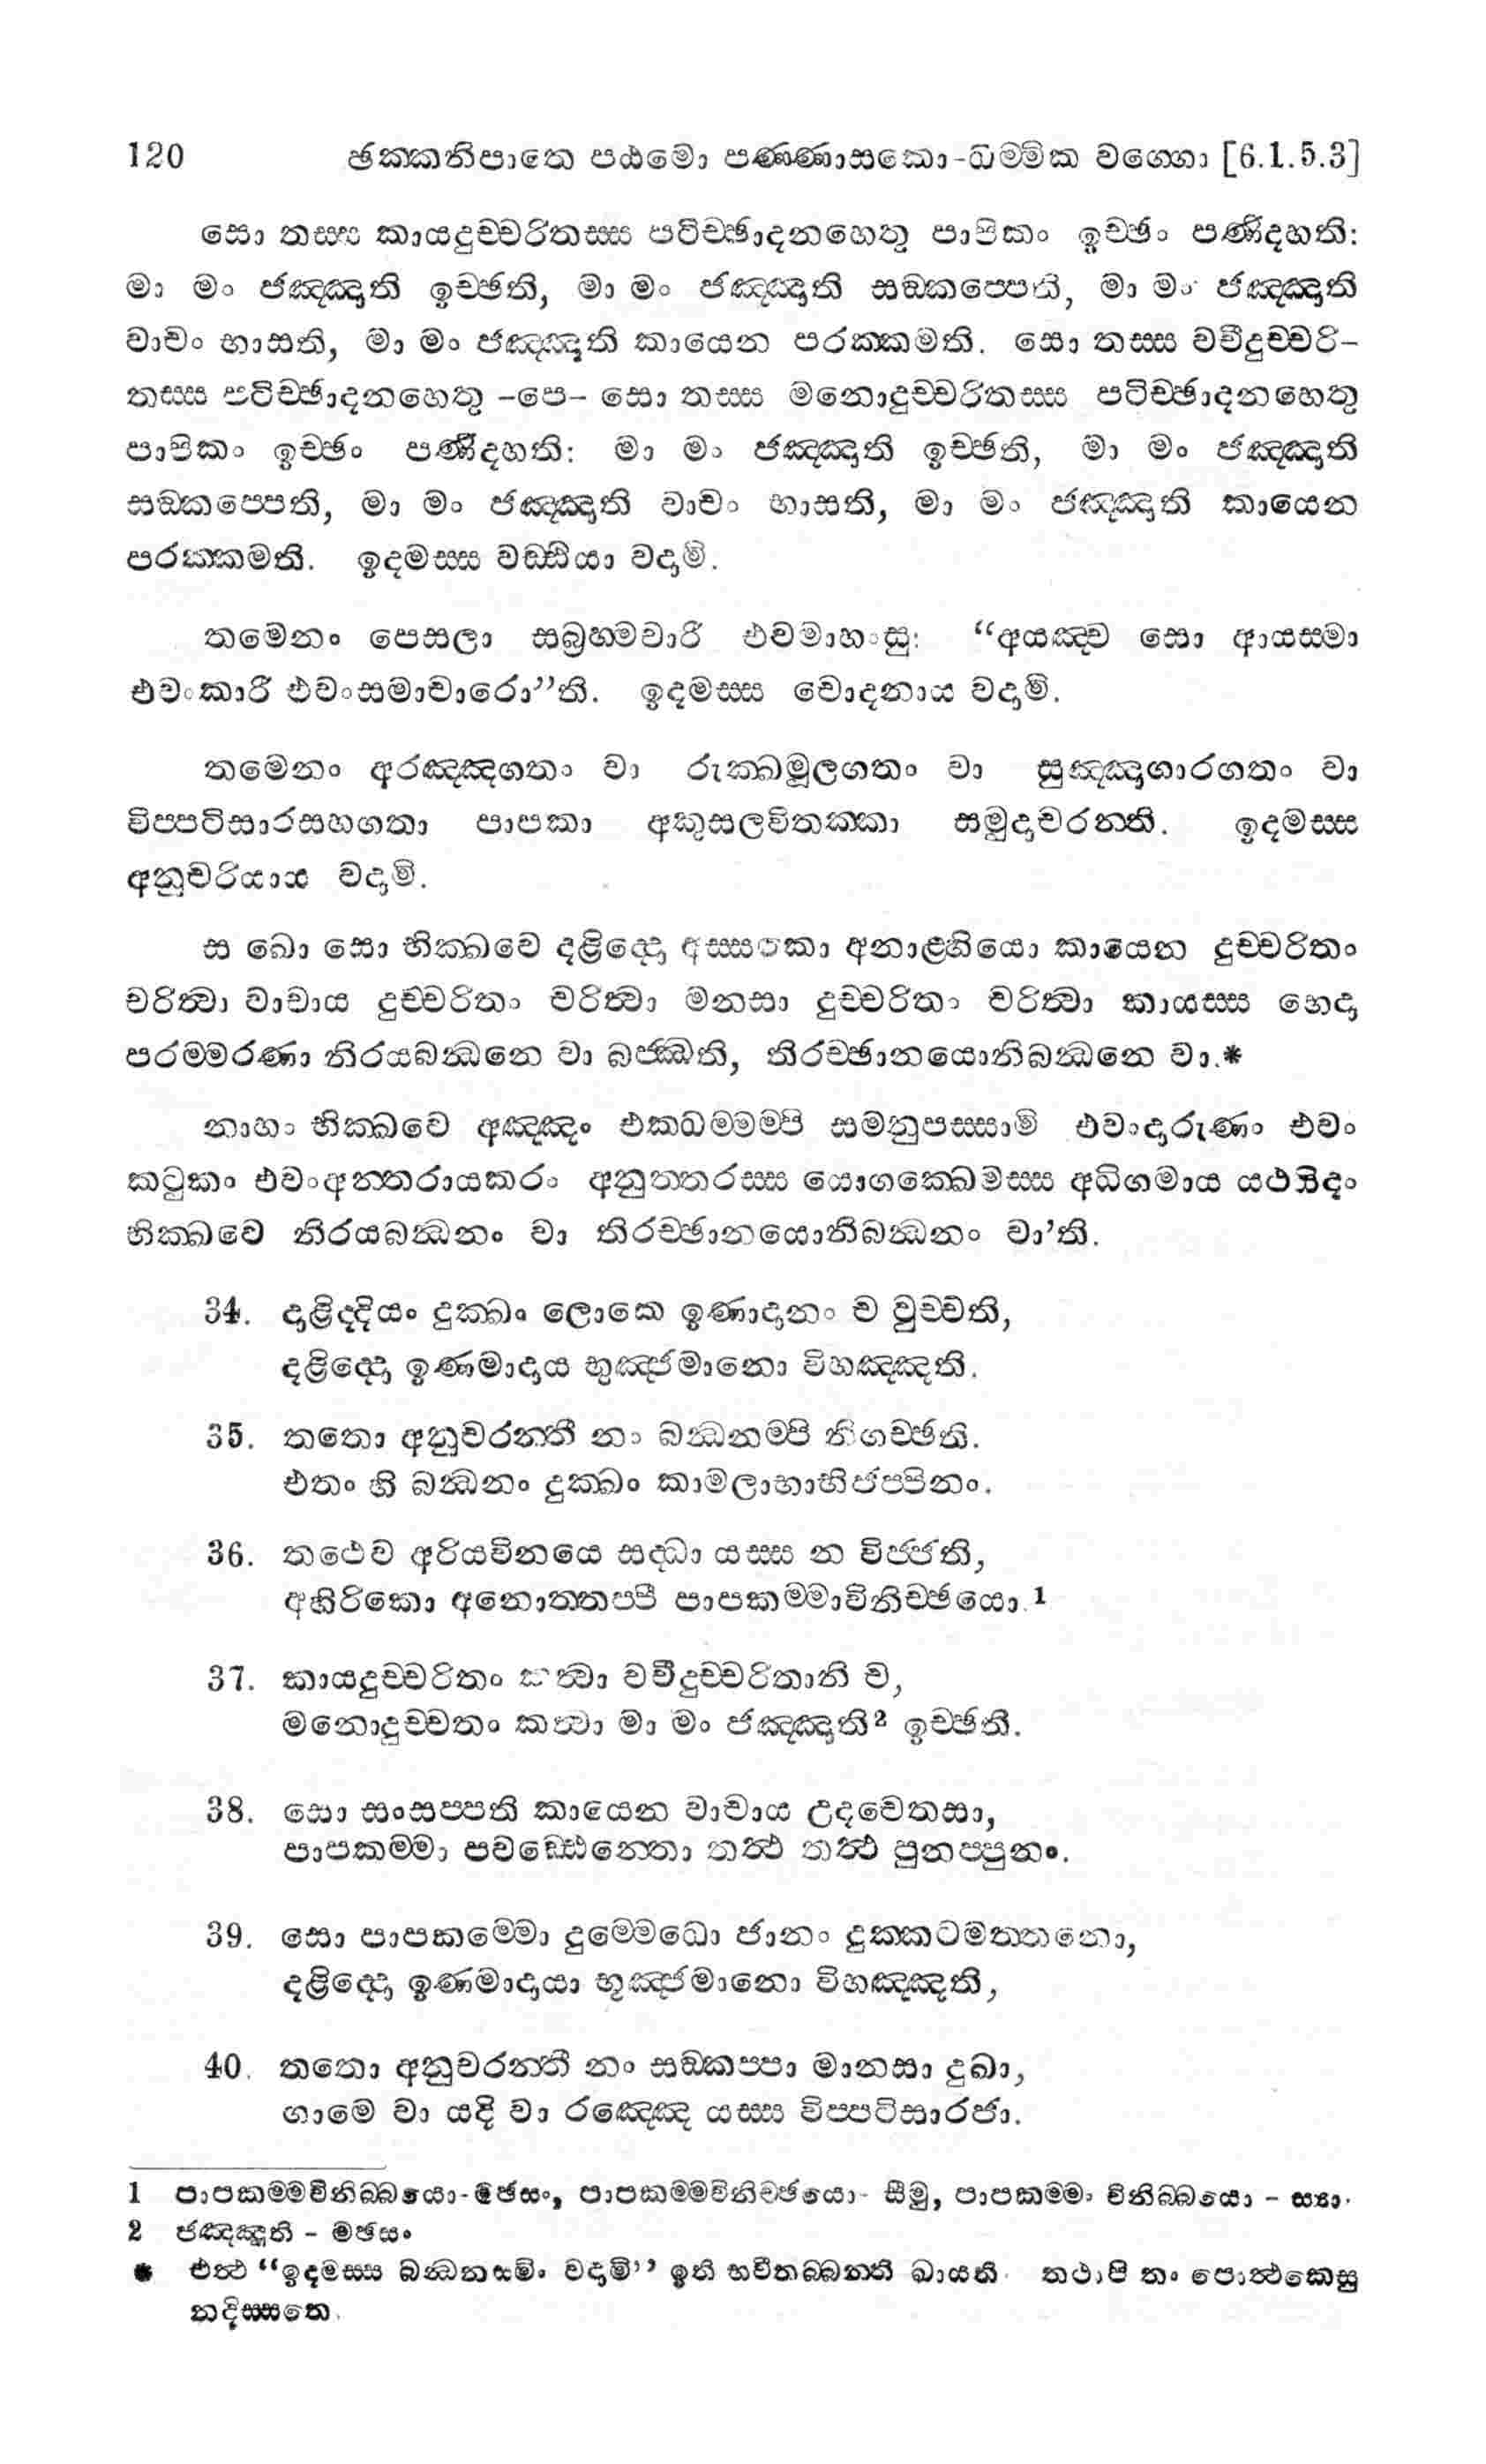 120 ඡක්කනිපාතෙ පඨමො පණ්ණාසකො-ධම්මික වග්ගො [6.1.5.3]
සො තස්ස කායදුච්චරිතස්ස පටිච්ඡාදනහෙතු පාපිකං ඉච්ඡං පණිදහති:
මා මං ජඤ්ඤාති ඉච්ඡති, මා මං ජඤ්ඤාති සඞ්කප්පෙති, මා මං ජඤ්ඤාති
වාචං භාසති, මා මං ජඤ්ඤාති කායෙන පරක්කමති. සො තස්ස වචීදුච්චරි-
තස්ස පටිච්ඡාදනහෙතු -පෙ- සො තස්ස මනොදුච්චරිතස්ස පටිච්ඡාදනහෙතු
පාපිකං ඉච්ඡං පණිදහති: මා මං ජඤ්ඤාති ඉච්ඡති, මා මං ජඤ්ඤාති
සඞ්කප්පෙති, මා මං ජඤ්ඤාති වාචං භාසති, මා මං ජඤ්ඤාති කායෙන
පරක්කමති. ඉදමස්ස වඩ්ඪියා වදාමි.
තමෙනං පෙසලා සබ්‍රහ්මචාරී එවමාහංසු: “අයඤ්ච සො ආයස්මා
එවංකාරී එවංසමාචාරො”ති. ඉදමස්ස චොදනාය වදාමි.
තමෙනං අරඤ්ඤගතං වා රුක්ඛමූලගතං වා සුඤ්ඤාගාරගතං වා
විප්පටිසාරසහගතා පාපකා අකුසලවිතක්කා සමුදාචරන්ති. ඉදමස්ස
අනුචරියාය වදාමි.
ස ඛො සො භික්ඛවෙ දළිද්දො අස්සකො අනාළ්හියො කායෙන දුච්චරිතං
චරිත්වා වාචාය දුච්චරිතං චරිත්වා මනසා දුච්චරිතං චරිත්වා කායස්ස භෙදා
පරම්මරණා නිරයබන්ධනෙ වා බජ්ඣති, තිරච්ඡානයොනිබන්ධනෙ වා.*
නාහං භික්ඛවෙ අඤ්ඤං එකධම්මම්පි සමනුපස්සාමි එවංදාරුණං එවං
කටුකං එවංඅන්තරායකරං අනුත්තරස්ස යොගක්ඛෙමස්ස අධිගමාය යථයිදං
භික්ඛවෙ නිරයබන්ධනං වා තිරච්ඡානයොනිබන්ධනං වා’ති.
34. දාළිද්දියං දුක්ඛං ලොකෙ ඉණාදානං ච වුච්චති,
දළිද්දො ඉණමාදාය භුඤ්ජමානො විහඤ්ඤති.
35. තතො අනුචරන්ති නං බන්ධනම්පි නිගච්ඡති.
එතං හි බන්ධනං දුක්ඛං කාමලාභාභිජප්පිනං.
36. තථෙව අරියවිනයෙ සද්ධා යස්ස න විජ්ජති,
අහිරිකො අනොත්තප්පී පාපකම්මාවිනිච්ඡයො.1
37. කායදුච්චරිතං කත්වා වචීදුච්චරිතානි ච,
මනොදුච්චතං කත්වා මා මං ජඤ්ඤාති2 ඉච්ඡති.
38. සො සංසප්පති කායෙන වාචාය උදචෙතසා,
පාපකම්මං පවඩ්ඪෙන්තො තත්ථ තත්ථ පුනප්පුනං.
39. සො පාපකම්මො දුම්මෙධො ජානං දුක්කටමත්තනො,
දළිද්දො ඉණමාදායා භූඤ්ජමානො විහඤ්ඤති,
40. තතො අනුචරන්ති නං සඞ්කප්පා මානසා දුඛා,
ගාමෙ වා යදි වා රඤ්ඤෙ යස්ස විප්පටිසාරජා.
1 පාපකම්මවිනිබ්බයො-මඡසං, පාපකම්මවිනිච්ඡයො- සීමු, පාපකම්මං විනිබ්බයො - ස්‍යා.
2 ජඤ්ඤූති - මඡසං
* එත්ථ “ඉදමස්ස බන්ධනස්මිං වදාමි” ඉති භවිතබ්බන්ති ඛායති. තථාපි තං පොත්ථකෙසු
න දිස්සතෙ.